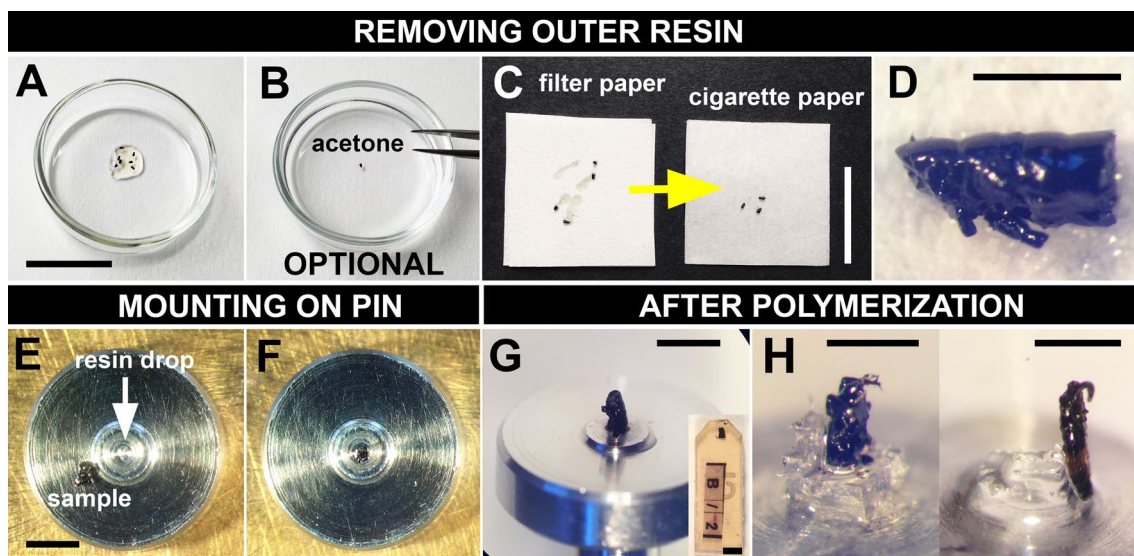 REMOVING OUTER RESIN
A
B
acetone
OPTIONAL
C
filter paper
cigarette paper
D
MOUNTING ON PIN
AFTER POLYMERIZATION
E
resin drop
sample
F
G
B/2
H